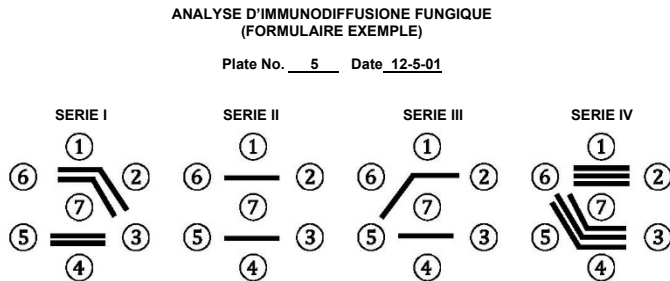 ANALYSE D'IMMUNODIFFUSIONE FUNGIQUE
(FORMULAIRE EXEMPLE)
Plate No. 5 Date 12-5-01
SERIE I SERIE II SERIE III SERIE IV
1 1 1 1
6 2 6 2 6 2 6 2
7 7 7 7
5 3 5 3 5 3 5 3
4 4 4 4